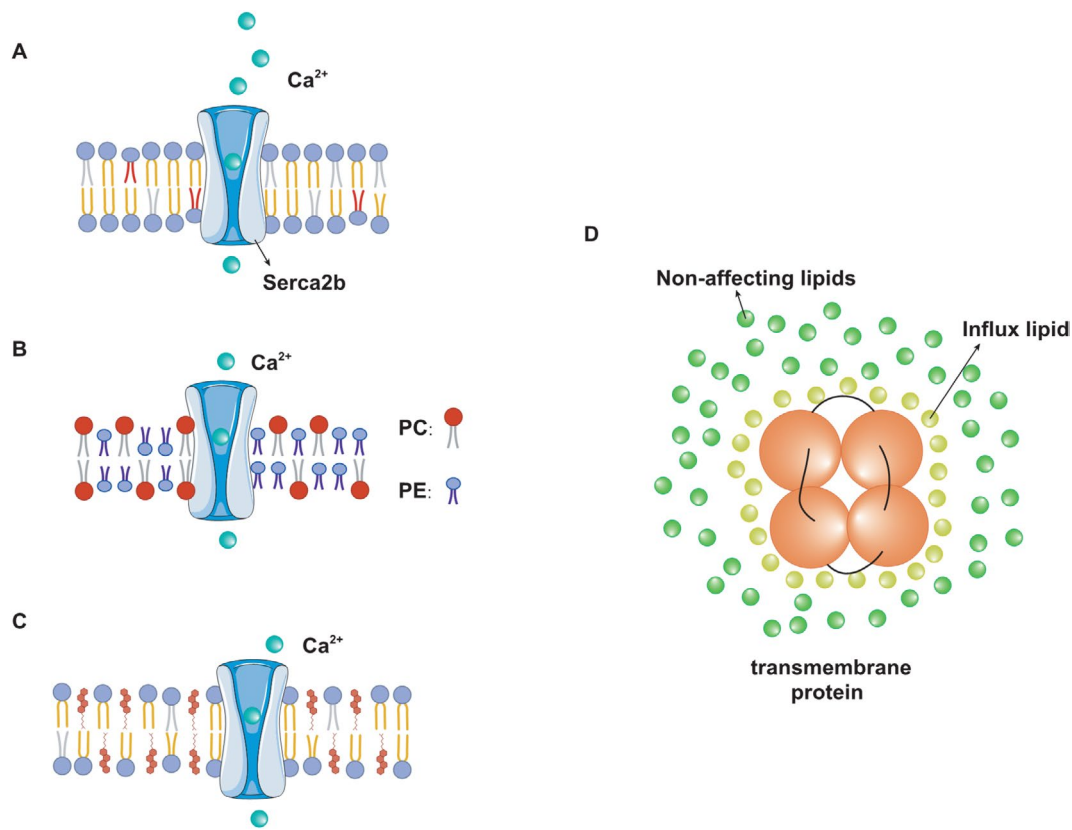 A
Ca²⁺
Serca2b
B
Ca²⁺
PC:
PE:
C
Ca²⁺
D
Non-affecting lipids
Influx lipid
transmembrane
protein